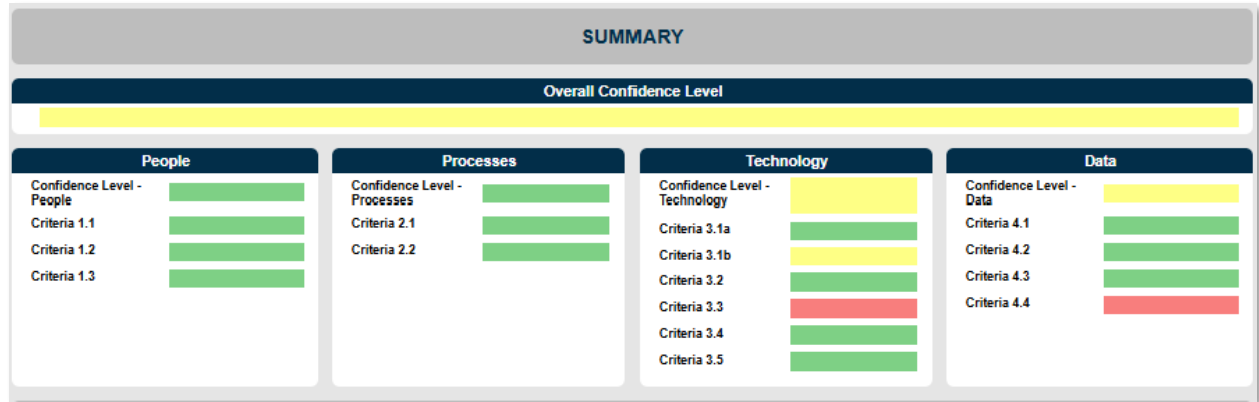 SUMMARY
Overall Confidence Level
People
Confidence Level -
People
Criteria 1.1
Criteria 1.2
Criteria 1.3
Processes
Confidence Level -
Processes
Criteria 2.1
Criteria 2.2
Technology
Confidence Level -
Technology
Criteria 3.1a
Criteria 3.1b
Criteria 3.2
Criteria 3.3
Criteria 3.4
Criteria 3.5
Data
Confidence Level -
Data
Criteria 4.1
Criteria 4.2
Criteria 4.3
Criteria 4.4